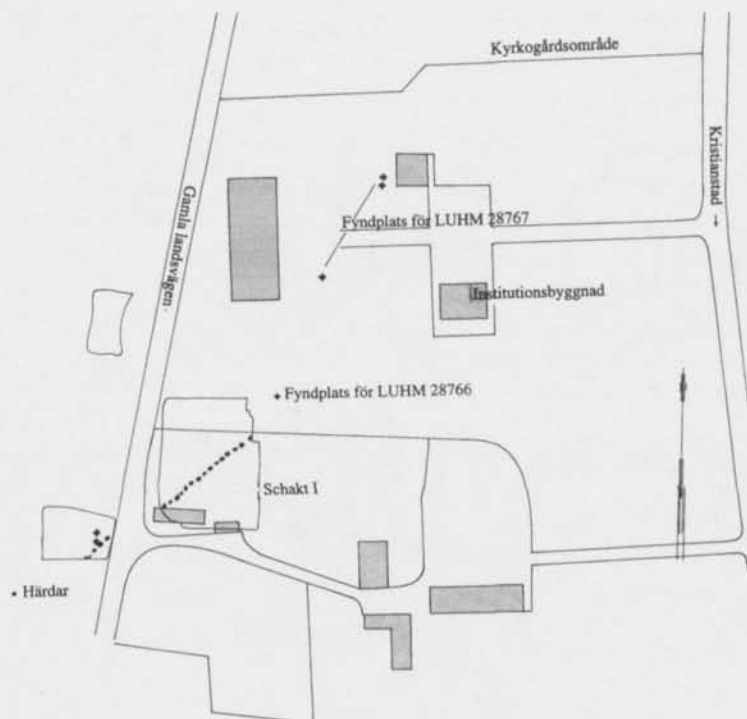 Kyrkogårdsområde
Kristianstad →
Gamla landsvägen
Fyndplats för LUHM 28767
Institutionsbyggnad
Fyndplats för LUHM 28766
Schakt I
Härdar